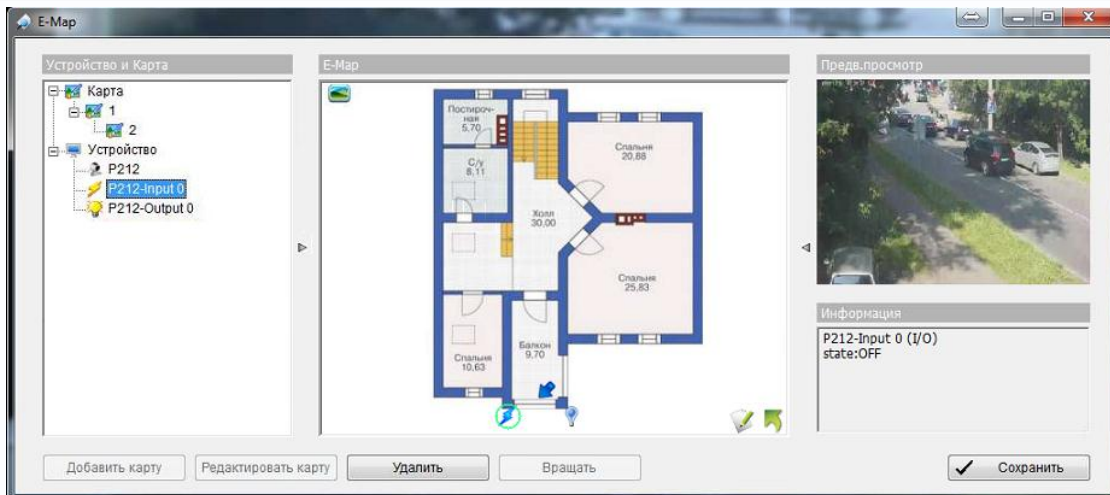 E-Map
Устройство и Карта
Карта
1
2
Устройство
P212
P212-Input 0
P212-Output 0
E-Map
Постироч-
ная
5,70
С/у
8,11
Холл
30,00
Спальня
20,88
Спальня
25,83
Спальня
10,63
Балкон
9,70
Предв.просмотр
Информация
P212-Input 0 (I/O)
state:OFF
Добавить карту
Редактировать карту
Удалить
Вращать
Сохранить